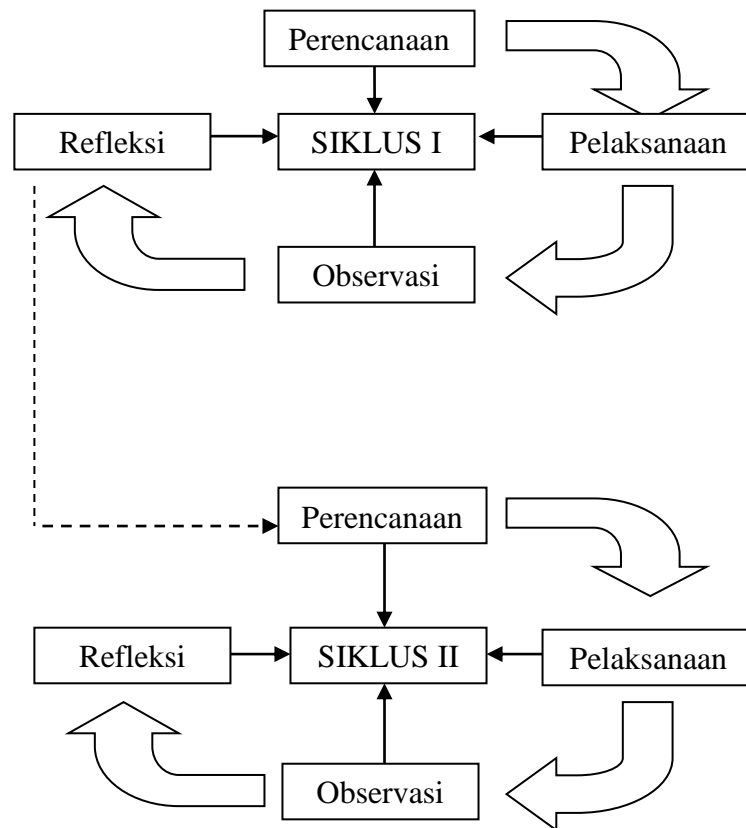 Perencanaan
Refleksi
SIKLUS I
Pelaksanaan
Observasi
Perencanaan
Refleksi
SIKLUS II
Pelaksanaan
Observasi